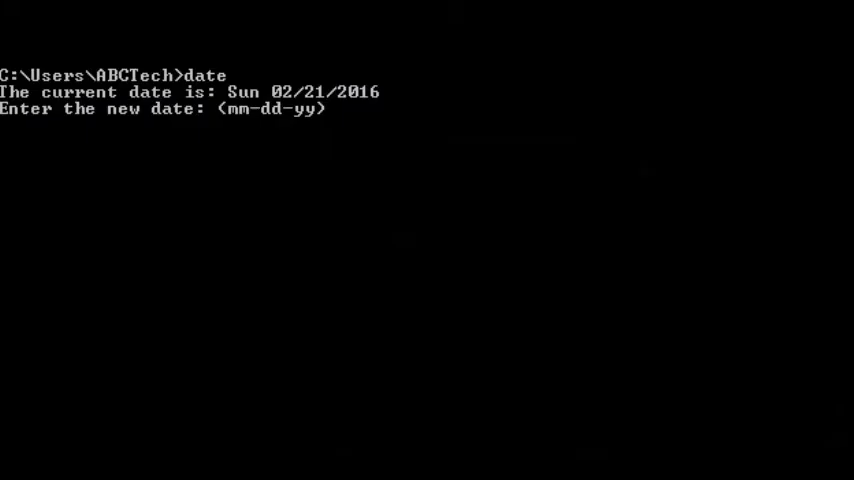 C:\Users\ABCTech>date
The current date is: Sun 02/21/2016
Enter the new date: (mm-dd-yy)